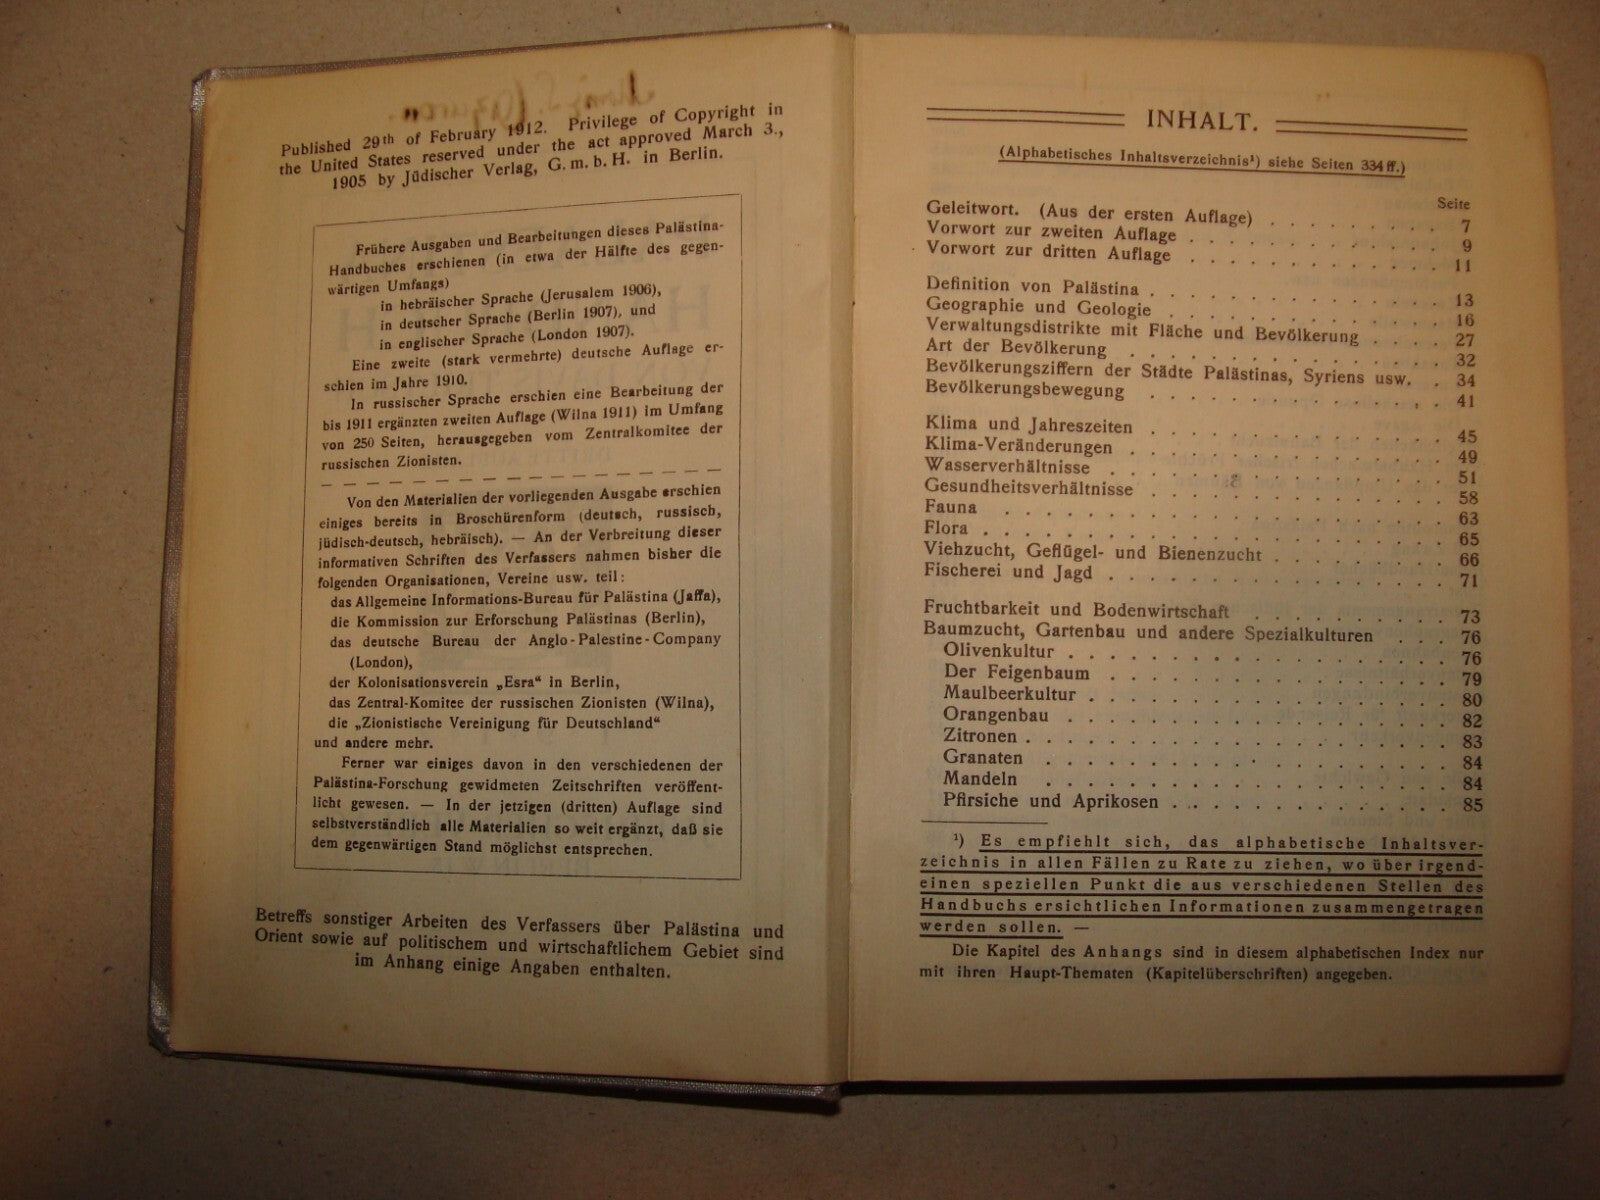 Published 29th of February 1912. Privilege of Copyright in
the United States reserved under the act approved March 3.,
1905 by Jüdischer Verlag, G. m. b. H. in Berlin.
Frühere Ausgaben und Bearbeitungen dieses Palästina-
Handbuches erschienen (in etwa der Hälfte des gegen-
wärtigen Umfangs)
in hebräischer Sprache (Jerusalem 1906),
in deutscher Sprache (Berlin 1907), und
in englischer Sprache (London 1907).
Eine zweite (stark vermehrte) deutsche Auflage er-
schien im Jahre 1910.
In russischer Sprache erschien eine Bearbeitung der
bis 1911 ergänzten zweiten Auflage (Wilna 1911) im Umfang
von 250 Seiten, herausgegeben vom Zentralkomitee der
russischen Zionisten.
Von den Materialien der vorliegenden Ausgabe erschien
einiges bereits in Broschürenform (deutsch, russisch,
jüdisch-deutsch, hebräisch). — An der Verbreitung dieser
informativen Schriften des Verfassers nahmen bisher die
folgenden Organisationen, Vereine usw. teil:
das Allgemeine Informations-Bureau für Palästina (Jaffa),
die Kommission zur Erforschung Palästinas (Berlin),
das deutsche Bureau der Anglo-Palestine-Company
(London),
der Kolonisationsverein „Esra“ in Berlin,
das Zentral-Komitee der russischen Zionisten (Wilna),
die „Zionistische Vereinigung für Deutschland“
und andere mehr.
Ferner war einiges davon in den verschiedenen der
Palästina-Forschung gewidmeten Zeitschriften veröffent-
licht gewesen. — In der jetzigen (dritten) Auflage sind
selbstverständlich alle Materialien so weit ergänzt, daß sie
dem gegenwärtigen Stand möglichst entsprechen.
Betreffs sonstiger Arbeiten des Verfassers über Palästina und
Orient sowie auf politischem und wirtschaftlichem Gebiet sind
im Anhang einige Angaben enthalten.
INHALT.
(Alphabetisches Inhaltsverzeichnis¹) siehe Seiten 334 ff.)
Seite
Geleitwort. (Aus der ersten Auflage) . . . . . . . . 7
Vorwort zur zweiten Auflage . . . . . . . . . . . 9
Vorwort zur dritten Auflage . . . . . . . . . . . 11
Definition von Palästina . . . . . . . . . . . . . 13
Geographie und Geologie . . . . . . . . . . . . 16
Verwaltungsdistrikte mit Fläche und Bevölkerung . . . . 27
Art der Bevölkerung . . . . . . . . . . . . . . 32
Bevölkerungsziffern der Städte Palästinas, Syriens usw. . 34
Bevölkerungsbewegung . . . . . . . . . . . . . 41
Klima und Jahreszeiten . . . . . . . . . . . . . 45
Klima-Veränderungen . . . . . . . . . . . . . . 49
Wasserverhältnisse . . . . . . . . . . . . . . . 51
Gesundheitsverhältnisse . . . . . . . . . . . . . 58
Fauna . . . . . . . . . . . . . . . . . . 63
Flora . . . . . . . . . . . . . . . . . . . 65
Viehzucht, Geflügel- und Bienenzucht . . . . . . . . 66
Fischerei und Jagd . . . . . . . . . . . . . . . 71
Fruchtbarkeit und Bodenwirtschaft . . . . . . . . . 73
Baumzucht, Gartenbau und andere Spezialkulturen . . . 76
Olivenkultur . . . . . . . . . . . . . . . . 76
Der Feigenbaum . . . . . . . . . . . . . . 79
Maulbeerkultur . . . . . . . . . . . . . . . 80
Orangenbau . . . . . . . . . . . . . . . . 82
Zitronen . . . . . . . . . . . . . . . . . . 83
Granaten . . . . . . . . . . . . . . . . . 84
Mandeln . . . . . . . . . . . . . . . . . 84
Pfirsiche und Aprikosen . . . . . . . . . . . . 85
¹) Es empfiehlt sich, das alphabetische Inhaltsver-
zeichnis in allen Fällen zu Rate zu ziehen, wo über irgend-
einen speziellen Punkt die aus verschiedenen Stellen des
Handbuchs ersichtlichen Informationen zusammengetragen
werden sollen. —
Die Kapitel des Anhangs sind in diesem alphabetischen Index nur
mit ihren Haupt-Thematen (Kapitelüberschriften) angegeben.